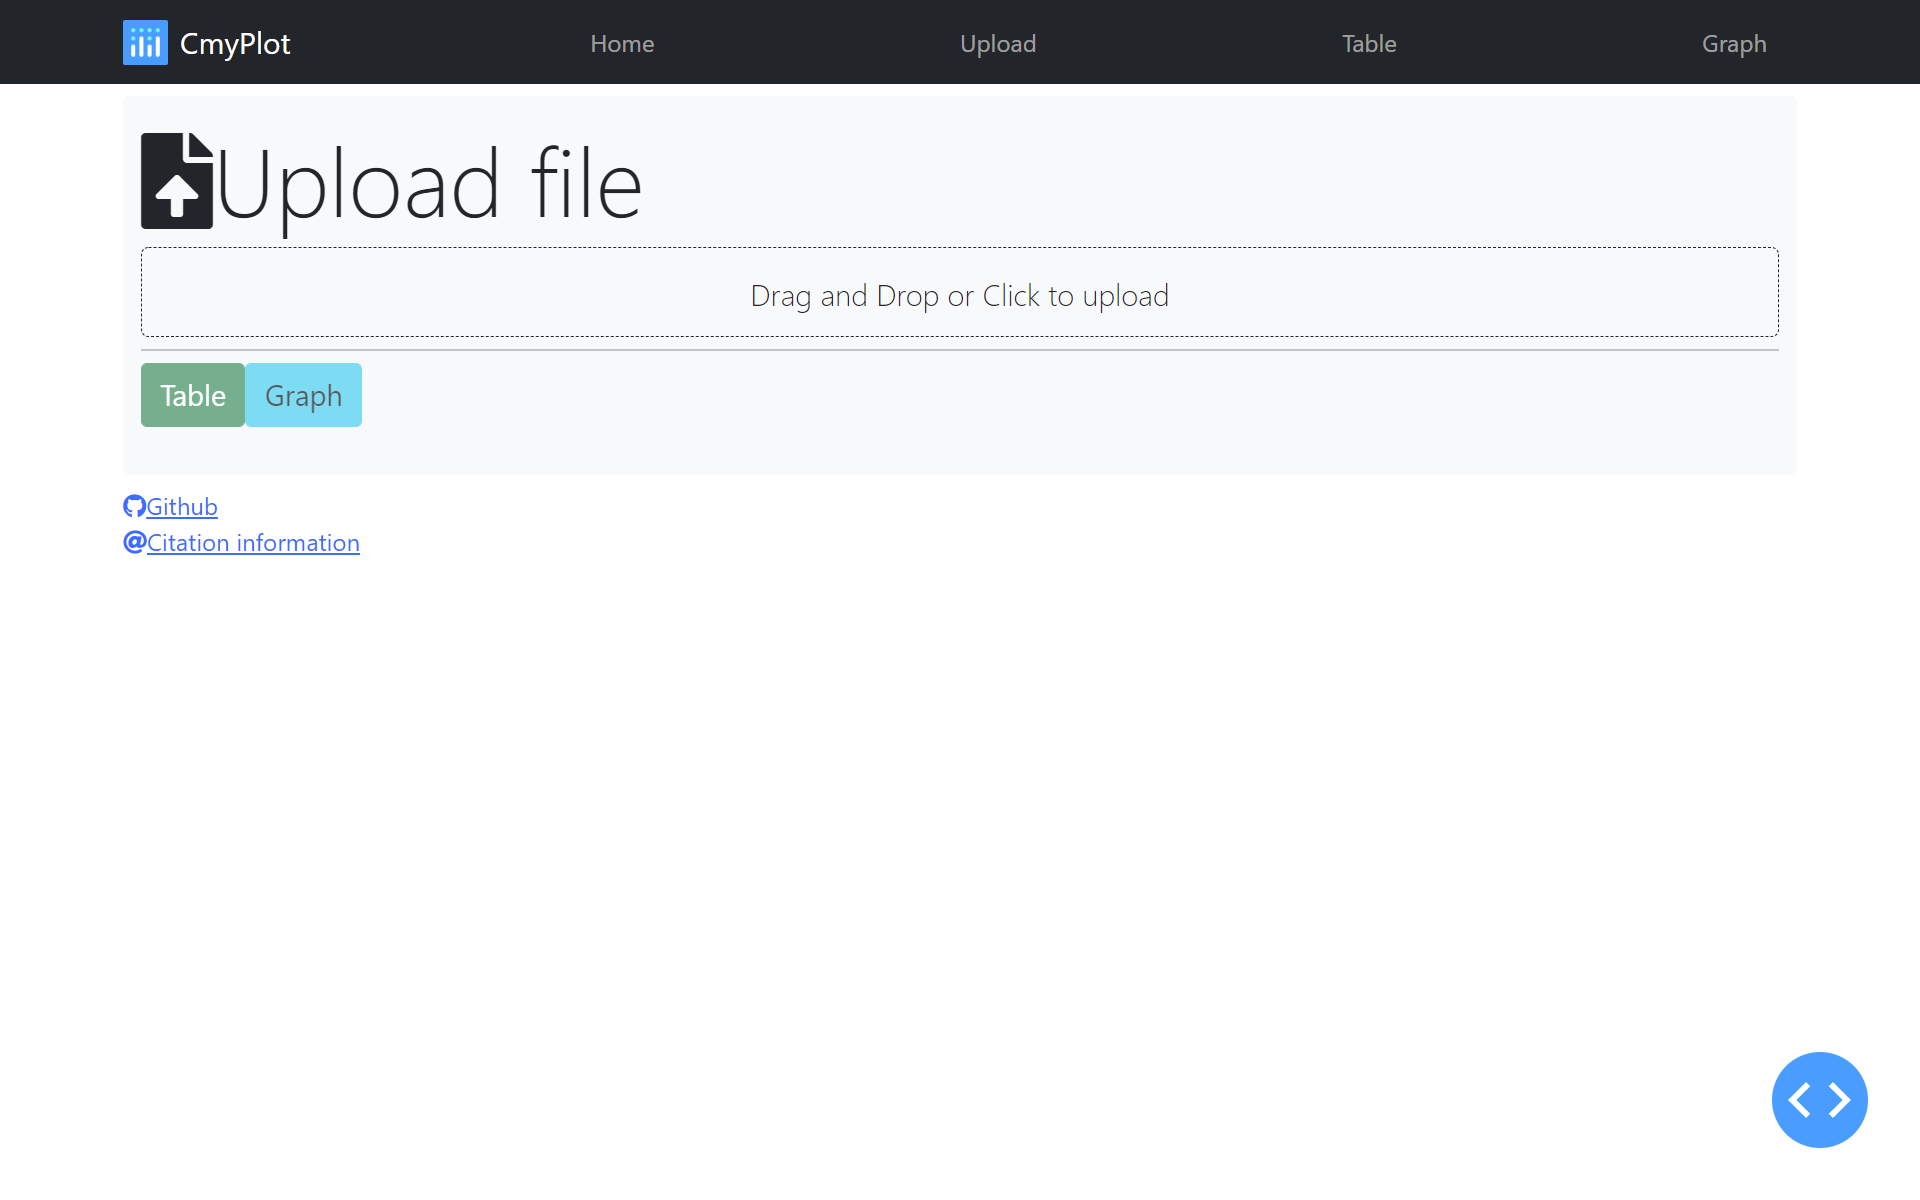 CmyPlot Home Upload Table Graph
Upload file
Drag and Drop or Click to upload
Table Graph
Github
Citation information